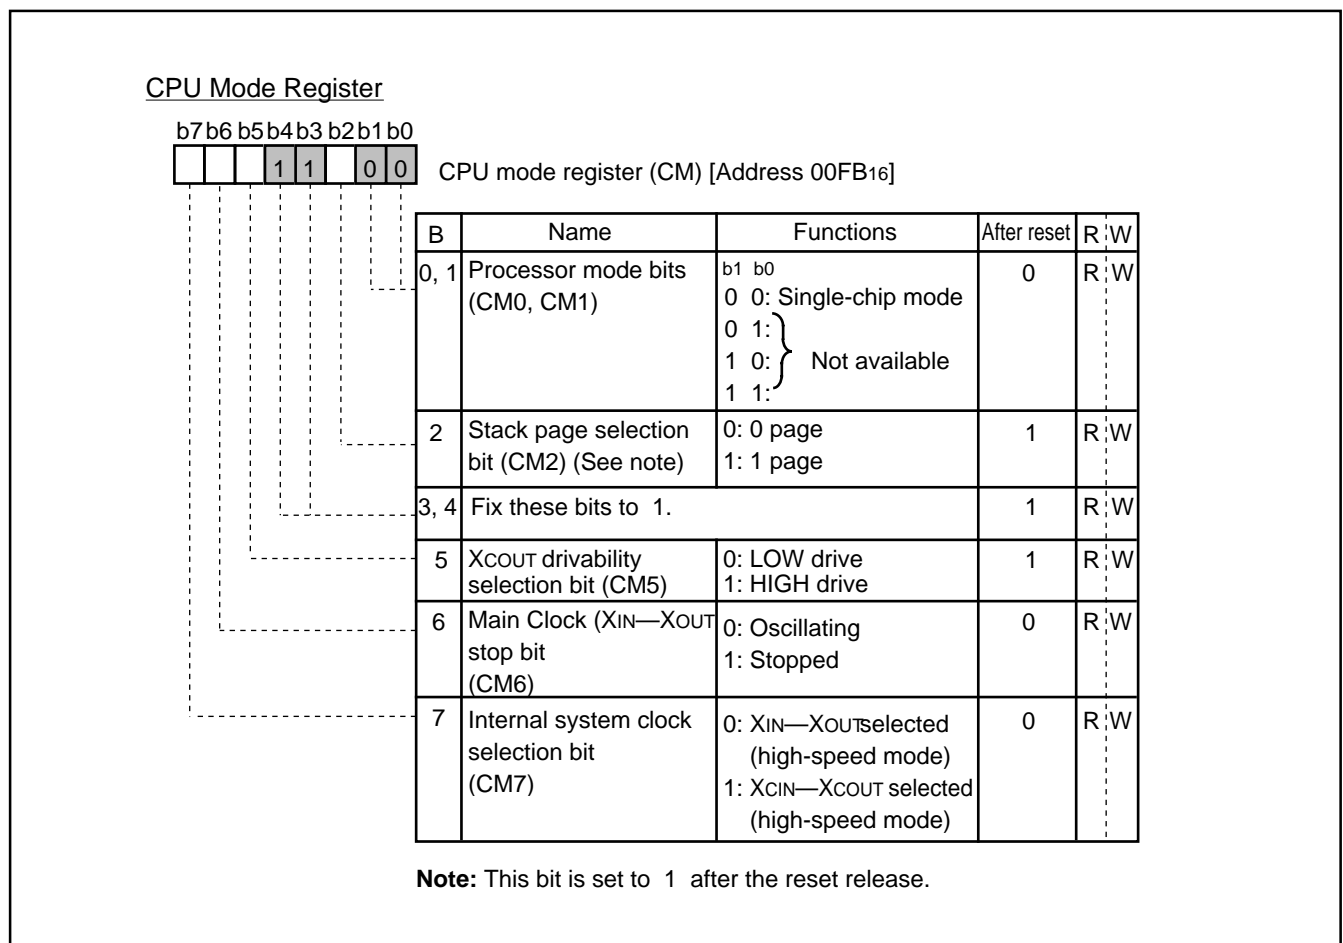 CPU Mode Register
b7 b6 b5 b4 b3 b2 b1 b0
1 1 0 0
CPU mode register (CM) [Address 00FB16]
B Name Functions After reset R W
0, 1 Processor mode bits (CM0, CM1) b1 b0 0 R W
0 0: Single-chip mode
0 1:
1 0: Not available
1 1:
2 Stack page selection 0: 0 page 1 R W
bit (CM2) (See note) 1: 1 page
3, 4 Fix these bits to 1. 1 R W
5 XCOUT drivability 0: LOW drive 1 R W
selection bit (CM5) 1: HIGH drive
6 Main Clock (XIN—XOUT 0: Oscillating 0 R W
stop bit 1: Stopped
(CM6)
7 Internal system clock 0: XIN—XOUT selected 0 R W
selection bit (high-speed mode)
(CM7) 1: XCIN—XCOUT selected
(high-speed mode)
Note: This bit is set to 1 after the reset release.